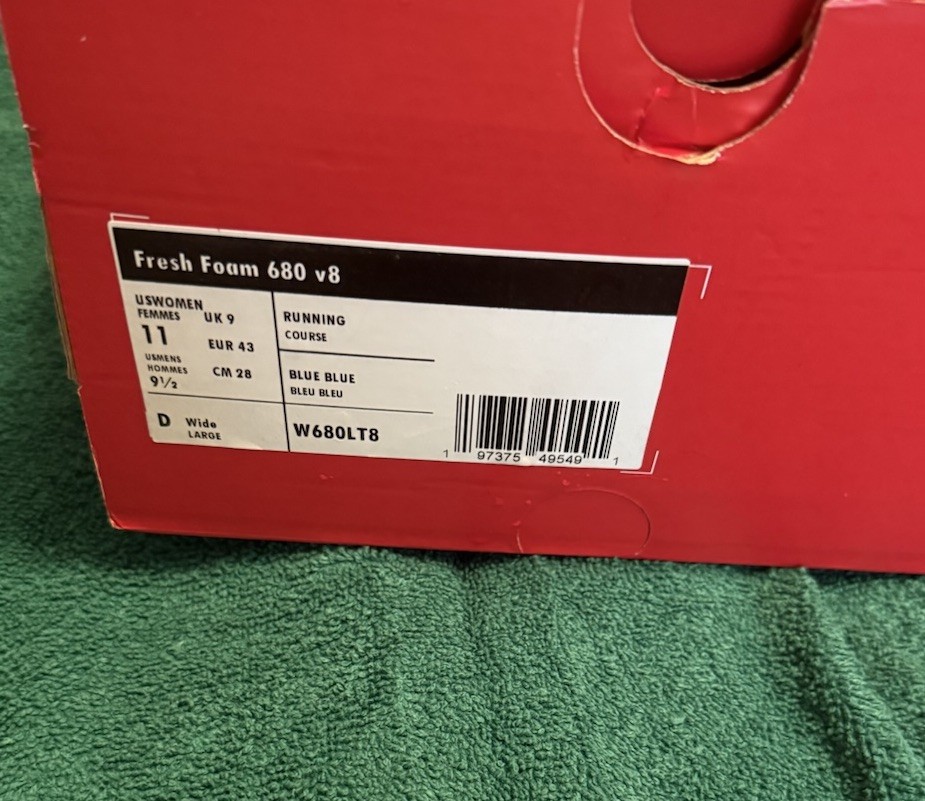 Fresh Foam 680 v8
USWOMEN
FEMMES UK 9
11 EUR 43
USMENS
HOMMES CM 28
9½
D Wide
LARGE
RUNNING
COURSE
BLUE BLUE
BLEU BLEU
W680LT8
1 97375 49549 1